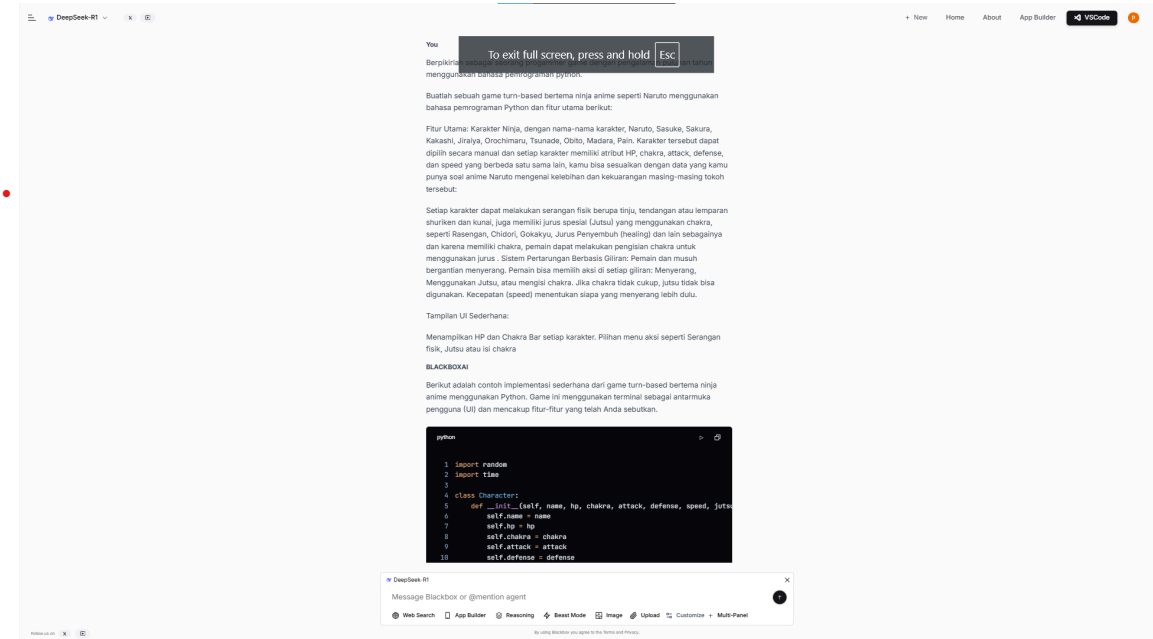 DeepSeek-R1
+ New Home About App Builder VSCode P
To exit full screen, press and hold Esc
You
menggunakan bahasa pemrograman python.
Buatlah sebuah game turn-based bertema ninja anime seperti Naruto menggunakan
bahasa pemrograman Python dan fitur utama berikut:
Fitur Utama: Karakter Ninja, dengan nama-nama karakter, Naruto, Sasuke, Sakura,
Kakashi, Jiraiya, Orochimaru, Tsunade, Obito, Madara, Pain. Karakter tersebut dapat
dipilih secara manual dan setiap karakter memiliki atribut HP, chakra, attack, defense,
dan speed yang berbeda satu sama lain, kamu bisa sesuaikan dengan data yang kamu
punya soal anime Naruto mengenai kelebihan dan kekuarangan masing-masing tokoh
tersebut:
Setiap karakter dapat melakukan serangan fisik berupa tinju, tendangan atau lemparan
shuriken dan kunai, juga memiliki jurus spesial (Jutsu) yang menggunakan chakra,
seperti Rasengan, Chidori, Gokakyu, Jurus Penyembuh (healing) dan lain sebagainya
dan karena memiliki chakra, pemain dapat melakukan pengisian chakra untuk
menggunakan jurus . Sistem Pertarungan Berbasis Giliran: Pemain dan musuh
bergantian menyerang. Pemain bisa memilih aksi di setiap giliran: Menyerang,
Menggunakan Jutsu, atau mengisi chakra. Jika chakra tidak cukup, jutsu tidak bisa
digunakan. Kecepatan (speed) menentukan siapa yang menyerang lebih dulu.
Tampilan UI Sederhana:
Menampilkan HP dan Chakra Bar setiap karakter. Pilihan menu aksi seperti Serangan
fisik, Jutsu atau isi chakra
BLACKBOXAI
Berikut adalah contoh implementasi sederhana dari game turn-based bertema ninja
anime menggunakan Python. Game ini menggunakan terminal sebagai antarmuka
pengguna (UI) dan mencakup fitur-fitur yang telah Anda sebutkan.
python
1 import random
2 import time
3
4 class Character:
5 def __init__(self, name, hp, chakra, attack, defense, speed, juts
6 self.name = name
7 self.hp = hp
8 self.chakra = chakra
9 self.attack = attack
10 self.defense = defense
DeepSeek-R1
Message Blackbox or @mention agent
Web Search App Builder Reasoning Beast Mode Image Upload Customize + Multi-Panel
Follow us on
By using Blackbox you agree to the Terms and Privacy.